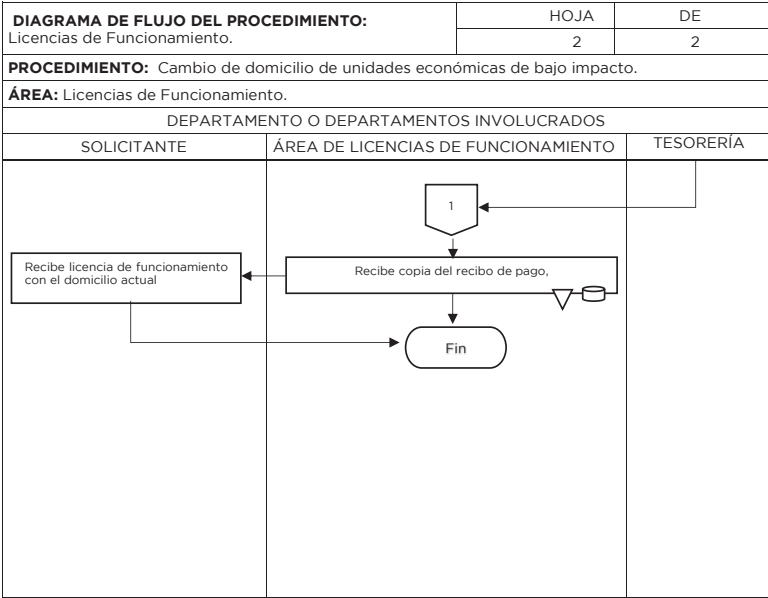 DIAGRAMA DE FLUJO DEL PROCEDIMIENTO:
Licencias de Funcionamiento.
HOJA
DE
2
2
PROCEDIMIENTO: Cambio de domicilio de unidades económicas de bajo impacto.
ÁREA: Licencias de Funcionamiento.
DEPARTAMENTO O DEPARTAMENTOS INVOLUCRADOS
SOLICITANTE
ÁREA DE LICENCIAS DE FUNCIONAMIENTO
TESORERÍA
1
Recibe copia del recibo de pago,
Recibe licencia de funcionamiento
con el domicilio actual
Fin